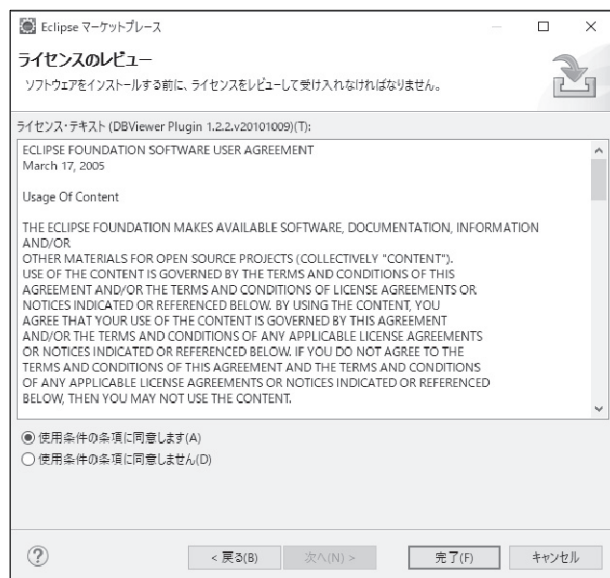 Eclipse マーケットプレース
ライセンスのレビュー
ソフトウェアをインストールする前に、ライセンスをレビューして受け入れなければなりません。
ライセンス・テキスト (DBViewer Plugin 1.2.2.v20101009)(T):
ECLIPSE FOUNDATION SOFTWARE USER AGREEMENT
March 17, 2005
Usage Of Content
THE ECLIPSE FOUNDATION MAKES AVAILABLE SOFTWARE, DOCUMENTATION, INFORMATION
AND/OR
OTHER MATERIALS FOR OPEN SOURCE PROJECTS (COLLECTIVELY "CONTENT").
USE OF THE CONTENT IS GOVERNED BY THE TERMS AND CONDITIONS OF THIS
AGREEMENT AND/OR THE TERMS AND CONDITIONS OF LICENSE AGREEMENTS OR
NOTICES INDICATED OR REFERENCED BELOW. BY USING THE CONTENT, YOU
AGREE THAT YOUR USE OF THE CONTENT IS GOVERNED BY THIS AGREEMENT
AND/OR THE TERMS AND CONDITIONS OF ANY APPLICABLE LICENSE AGREEMENTS
OR NOTICES INDICATED OR REFERENCED BELOW. IF YOU DO NOT AGREE TO THE
TERMS AND CONDITIONS OF THIS AGREEMENT AND THE TERMS AND CONDITIONS
OF ANY APPLICABLE LICENSE AGREEMENTS OR NOTICES INDICATED OR REFERENCED
BELOW, THEN YOU MAY NOT USE THE CONTENT.
使用条件の条項に同意します(A)
使用条件の条項に同意しません(D)
? < 戻る(B) 次へ(N) > 完了(F) キャンセル